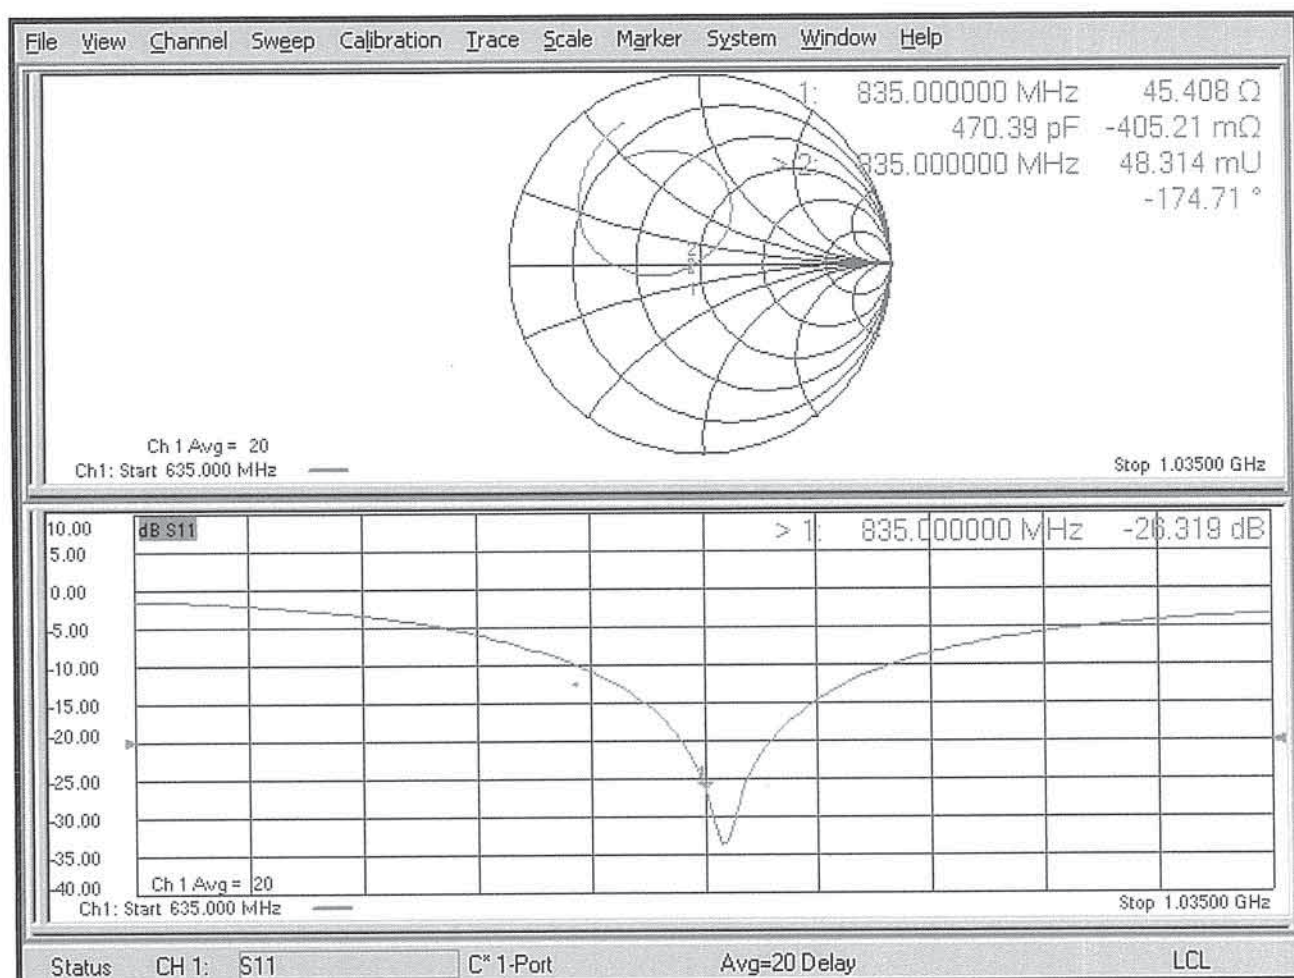 File View Channel Sweep Calibration Trace Scale Marker System Window Help
1: 835.000000 MHz 45.408 Ω
470.39 pF -405.21 mΩ
> 2: 835.000000 MHz 48.314 mU
-174.71 °
Ch 1 Avg = 20
Ch1: Start 635.000 MHz
Stop 1.03500 GHz
10.00
dB S11
> 1: 835.000000 MHz -26.319 dB
5.00
0.00
-5.00
-10.00
-15.00
-20.00
-25.00
1
-30.00
-35.00
-40.00
Ch 1 Avg = 20
Ch1: Start 635.000 MHz
Stop 1.03500 GHz
Status CH 1: S11 C* 1-Port Avg=20 Delay LCL